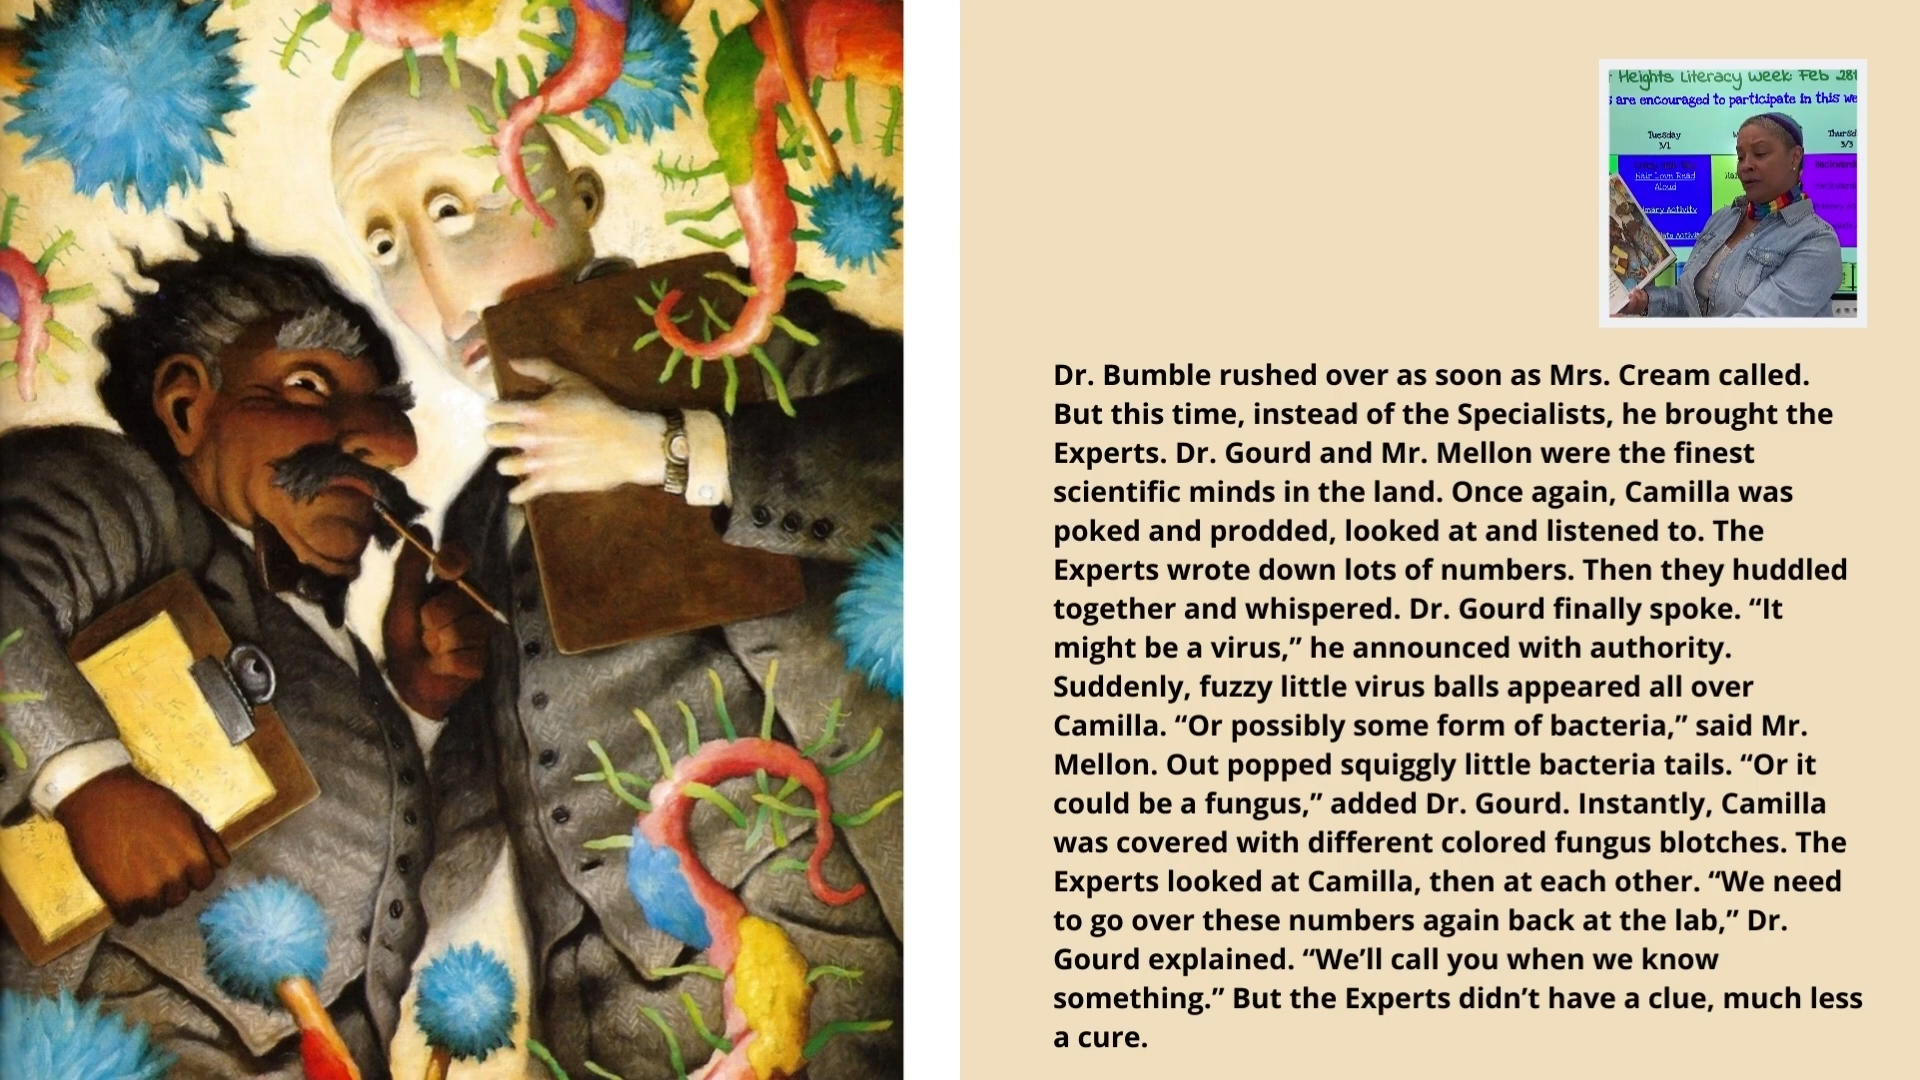 Heights Literacy Week: Feb 28t
are encouraged to participate in this we
Tuesday
3/1
Thursd
3/3
Hair Love Read
Aloud
Dr. Bumble rushed over as soon as Mrs. Cream called.
But this time, instead of the Specialists, he brought the
Experts. Dr. Gourd and Mr. Mellon were the finest
scientific minds in the land. Once again, Camilla was
poked and prodded, looked at and listened to. The
Experts wrote down lots of numbers. Then they huddled
together and whispered. Dr. Gourd finally spoke. “It
might be a virus,” he announced with authority.
Suddenly, fuzzy little virus balls appeared all over
Camilla. “Or possibly some form of bacteria,” said Mr.
Mellon. Out popped squiggly little bacteria tails. “Or it
could be a fungus,” added Dr. Gourd. Instantly, Camilla
was covered with different colored fungus blotches. The
Experts looked at Camilla, then at each other. “We need
to go over these numbers again back at the lab,” Dr.
Gourd explained. “We’ll call you when we know
something.” But the Experts didn’t have a clue, much less
a cure.